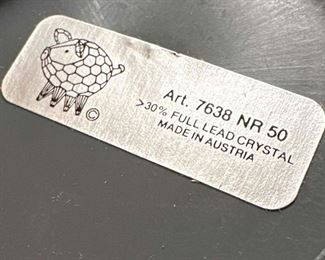 Art. 7638 NR 50
>30% FULL LEAD CRYSTAL
MADE IN AUSTRIA
©